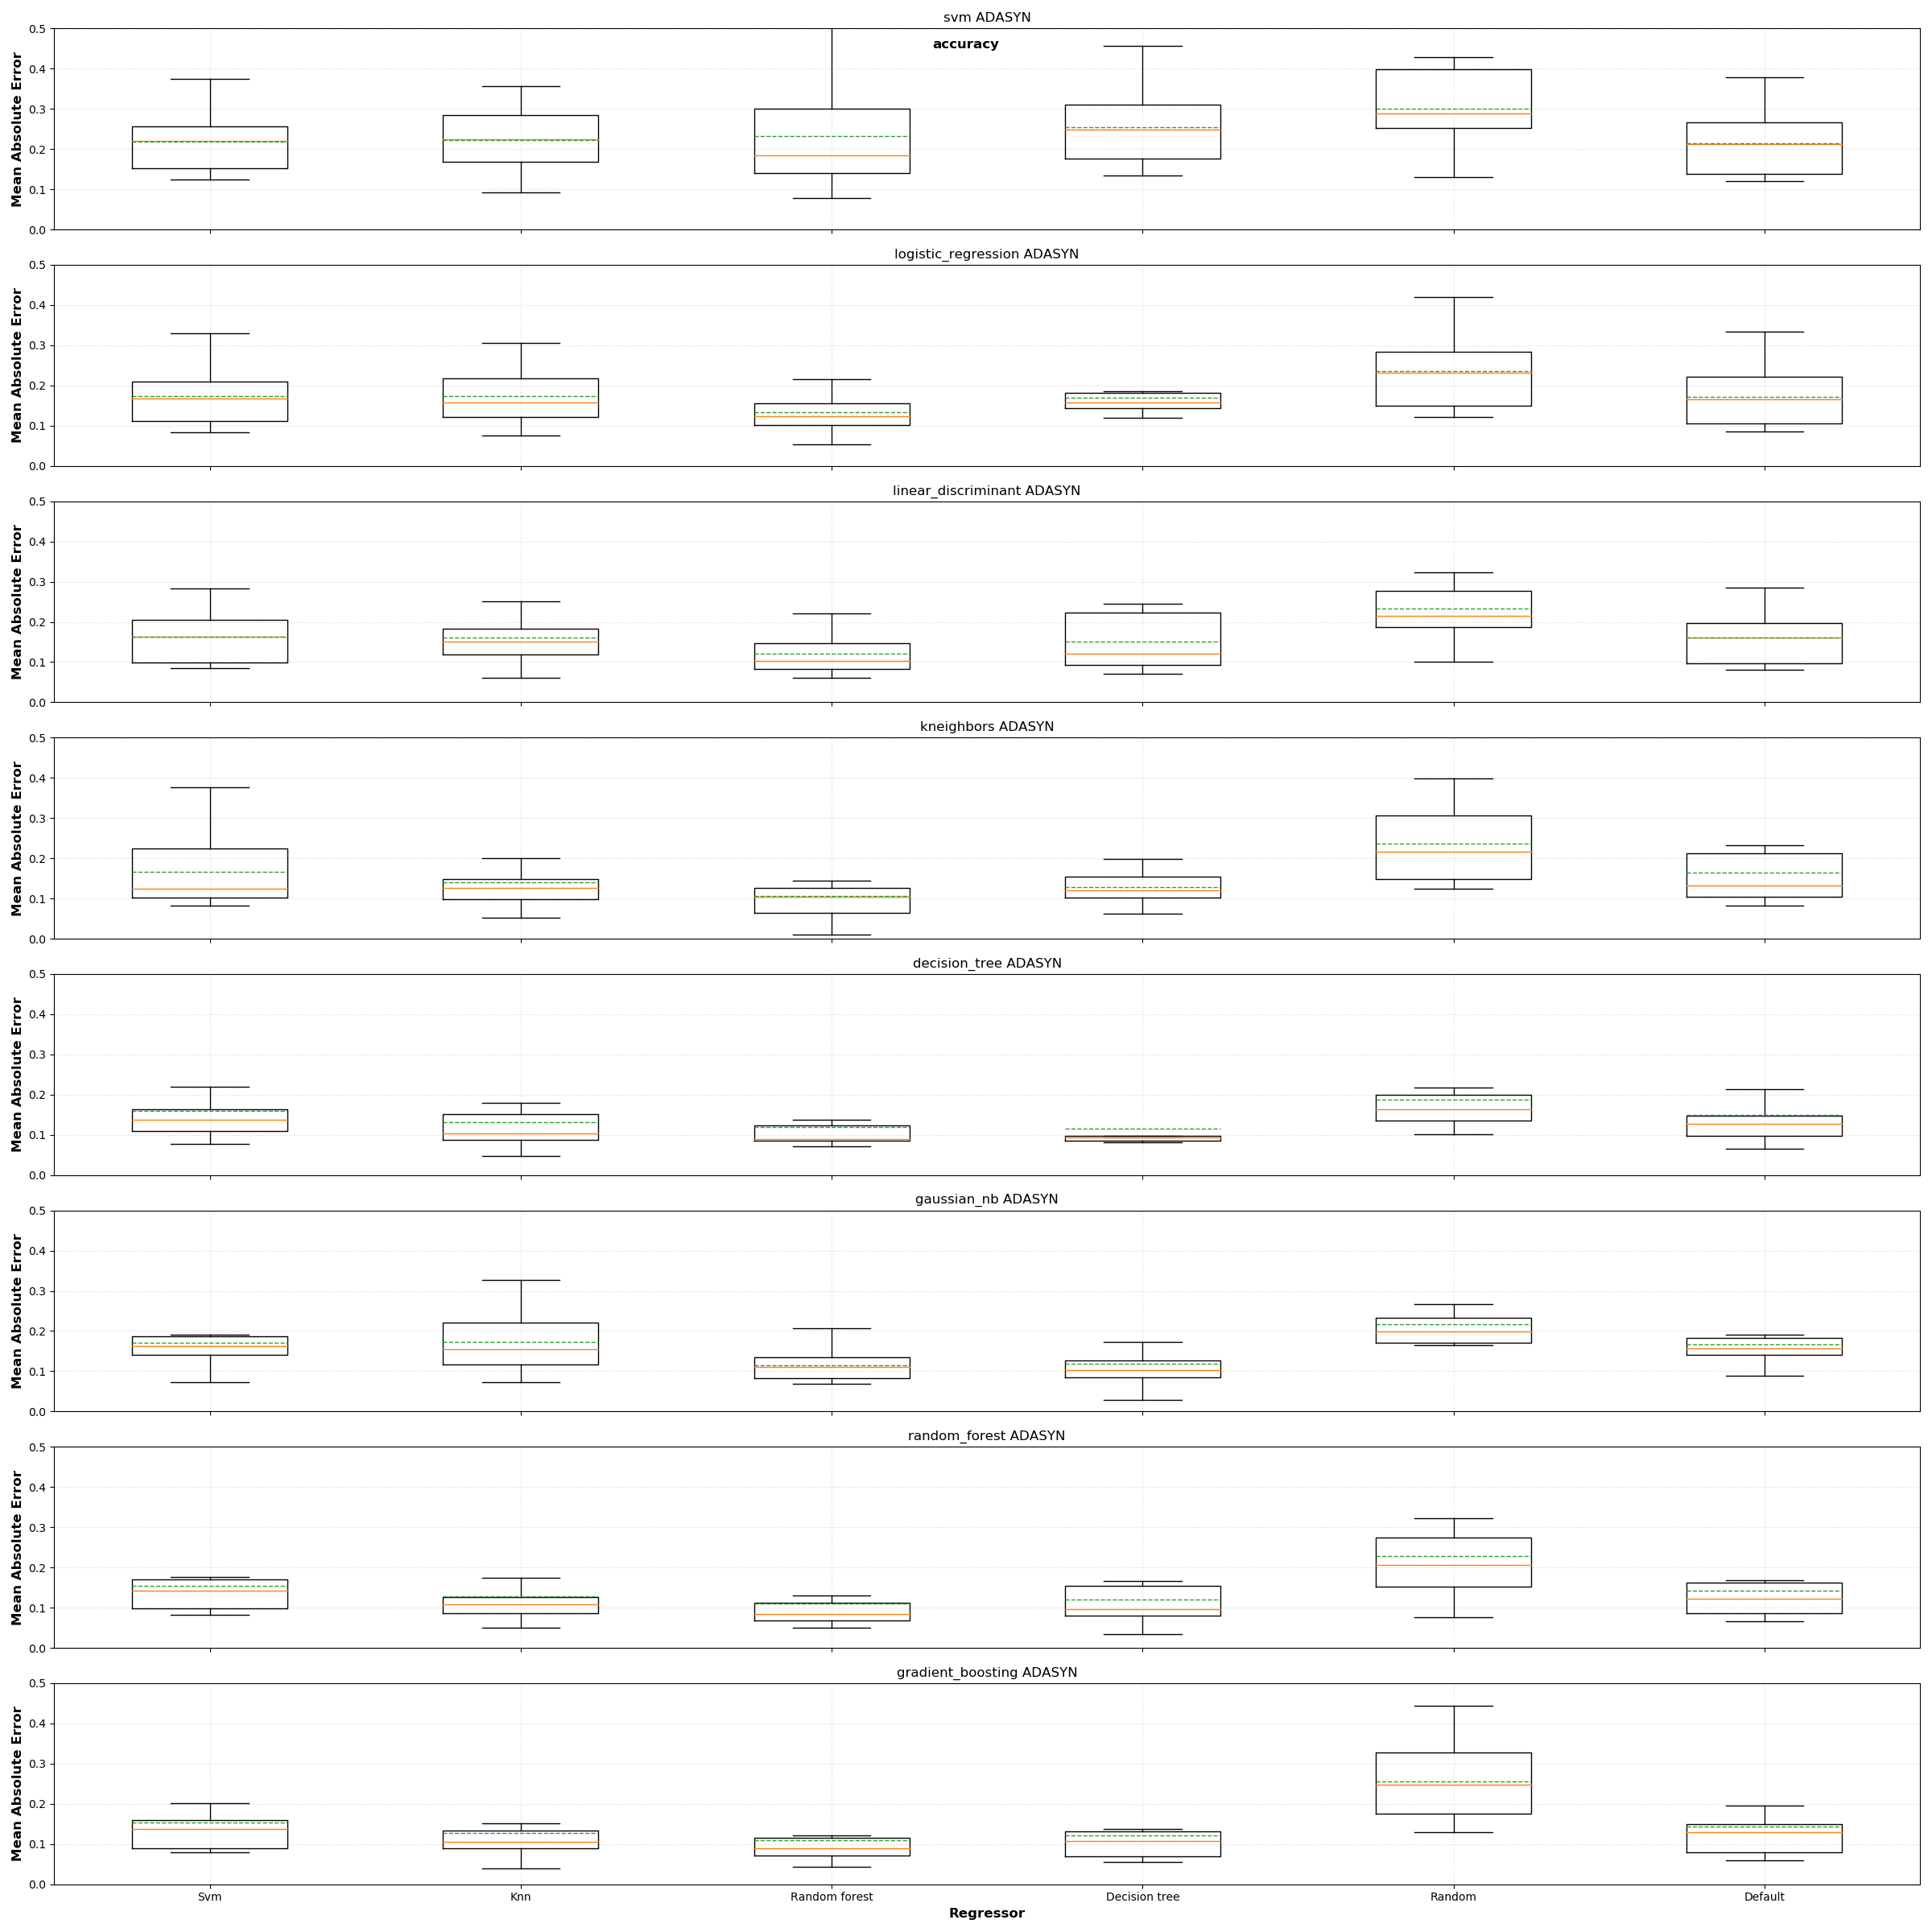 svm ADASYN
accuracy
Mean Absolute Error
0.5
0.4
0.3
0.2
0.1
0.0
logistic_regression ADASYN
Mean Absolute Error
0.5
0.4
0.3
0.2
0.1
0.0
linear_discriminant ADASYN
Mean Absolute Error
0.5
0.4
0.3
0.2
0.1
0.0
kneighbors ADASYN
Mean Absolute Error
0.5
0.4
0.3
0.2
0.1
0.0
decision_tree ADASYN
Mean Absolute Error
0.5
0.4
0.3
0.2
0.1
0.0
gaussian_nb ADASYN
Mean Absolute Error
0.5
0.4
0.3
0.2
0.1
0.0
random_forest ADASYN
Mean Absolute Error
0.5
0.4
0.3
0.2
0.1
0.0
gradient_boosting ADASYN
Mean Absolute Error
0.5
0.4
0.3
0.2
0.1
0.0
Svm Knn Random forest Decision tree Random Default
Regressor